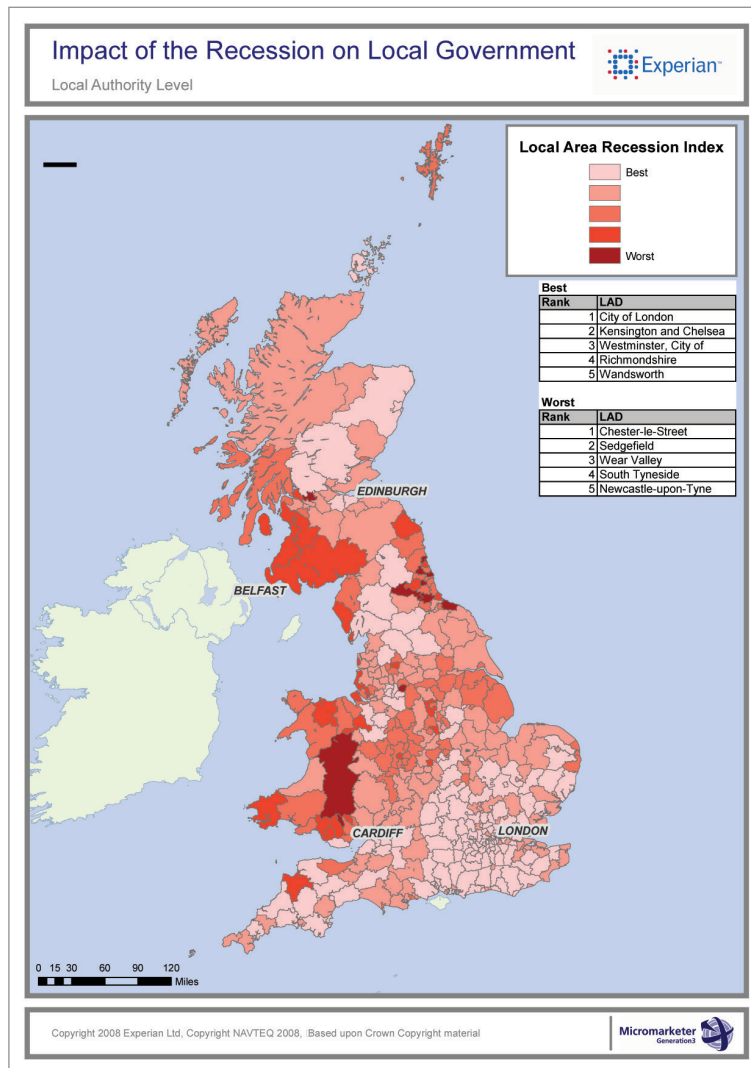 Impact of the Recession on Local Government
Local Authority Level
Experian™
Local Area Recession Index
Best
Worst
Best
Rank LAD
1 City of London
2 Kensington and Chelsea
3 Westminster, City of
4 Richmondshire
5 Wandsworth
Worst
Rank LAD
1 Chester-le-Street
2 Sedgefield
3 Wear Valley
4 South Tyneside
5 Newcastle-upon-Tyne
EDINBURGH
BELFAST
CARDIFF
LONDON
0 15 30 60 90 120
Miles
Copyright 2008 Experian Ltd, Copyright NAVTEQ 2008, Based upon Crown Copyright material
Micromarketer
Generation3